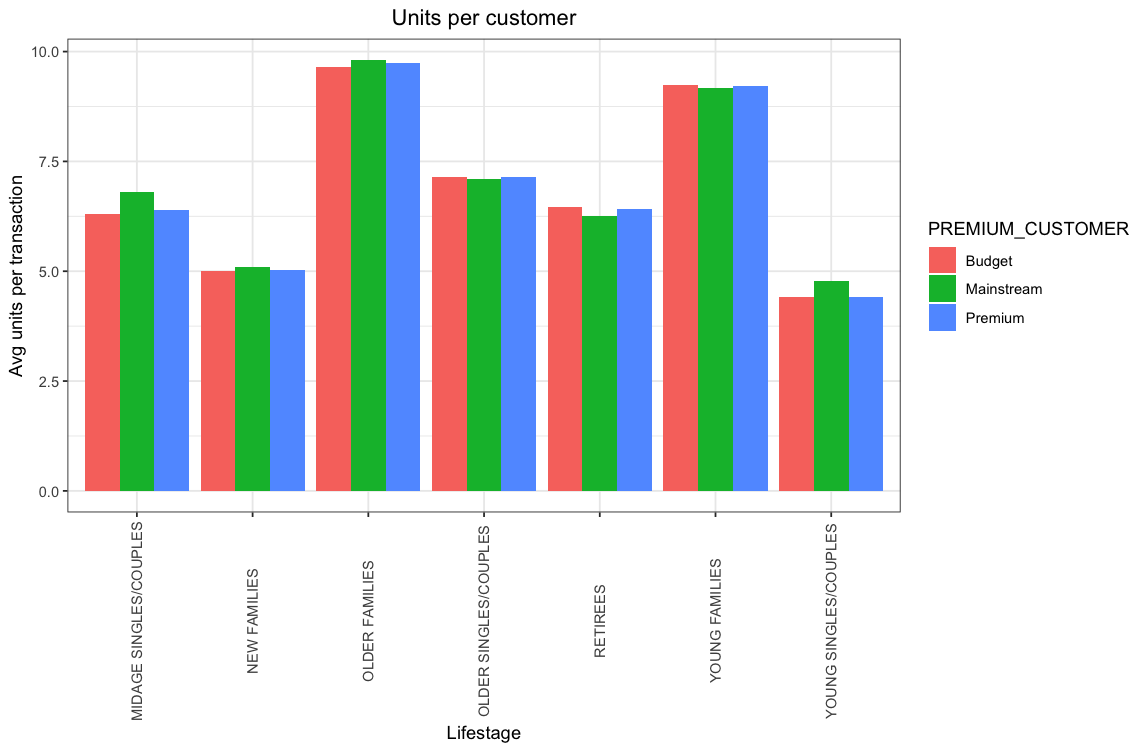 Units per customer
Avg units per transaction
10.0
7.5
5.0
2.5
0.0
MIDAGE SINGLES/COUPLES
NEW FAMILIES
OLDER FAMILIES
OLDER SINGLES/COUPLES
RETIREES
YOUNG FAMILIES
YOUNG SINGLES/COUPLES
Lifestage
PREMIUM_CUSTOMER
Budget
Mainstream
Premium